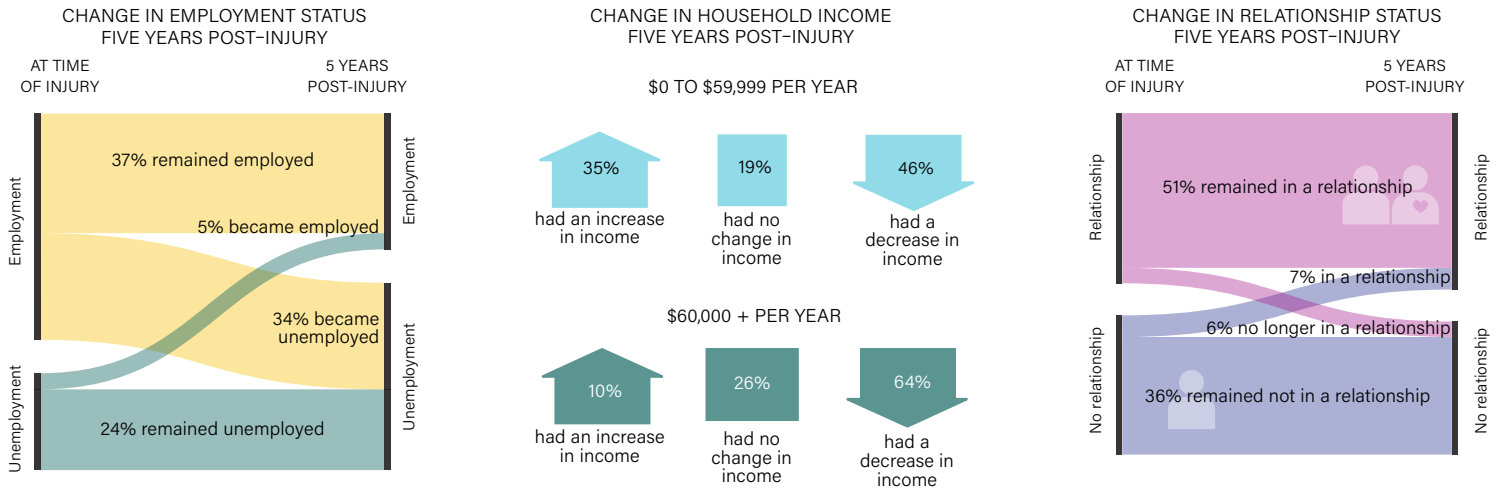 CHANGE IN EMPLOYMENT STATUS
FIVE YEARS POST–INJURY
AT TIME
OF INJURY
5 YEARS
POST-INJURY
Employment
Unemployment
37% remained employed
5% became employed
34% became
unemployed
24% remained unemployed
Employment
Unemployment
CHANGE IN HOUSEHOLD INCOME
FIVE YEARS POST–INJURY
$0 TO $59,999 PER YEAR
35%
had an increase
in income
19%
had no
change in
income
46%
had a
decrease in
income
$60,000 + PER YEAR
10%
had an increase
in income
26%
had no
change in
income
64%
had a
decrease in
income
CHANGE IN RELATIONSHIP STATUS
FIVE YEARS POST–INJURY
AT TIME
OF INJURY
5 YEARS
POST-INJURY
Relationship
No relationship
51% remained in a relationship
7% in a relationship
6% no longer in a relationship
36% remained not in a relationship
Relationship
No relationship